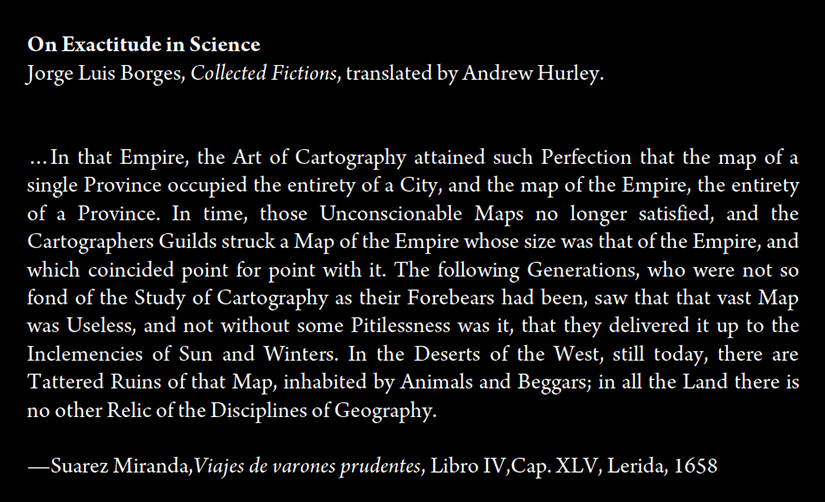 On Exactitude in Science
Jorge Luis Borges, Collected Fictions, translated by Andrew Hurley.
…In that Empire, the Art of Cartography attained such Perfection that the map of a
single Province occupied the entirety of a City, and the map of the Empire, the entirety
of a Province. In time, those Unconscionable Maps no longer satisfied, and the
Cartographers Guilds struck a Map of the Empire whose size was that of the Empire, and
which coincided point for point with it. The following Generations, who were not so
fond of the Study of Cartography as their Forebears had been, saw that that vast Map
was Useless, and not without some Pitilessness was it, that they delivered it up to the
Inclemencies of Sun and Winters. In the Deserts of the West, still today, there are
Tattered Ruins of that Map, inhabited by Animals and Beggars; in all the Land there is
no other Relic of the Disciplines of Geography.
—Suarez Miranda,Viajes de varones prudentes, Libro IV,Cap. XLV, Lerida, 1658